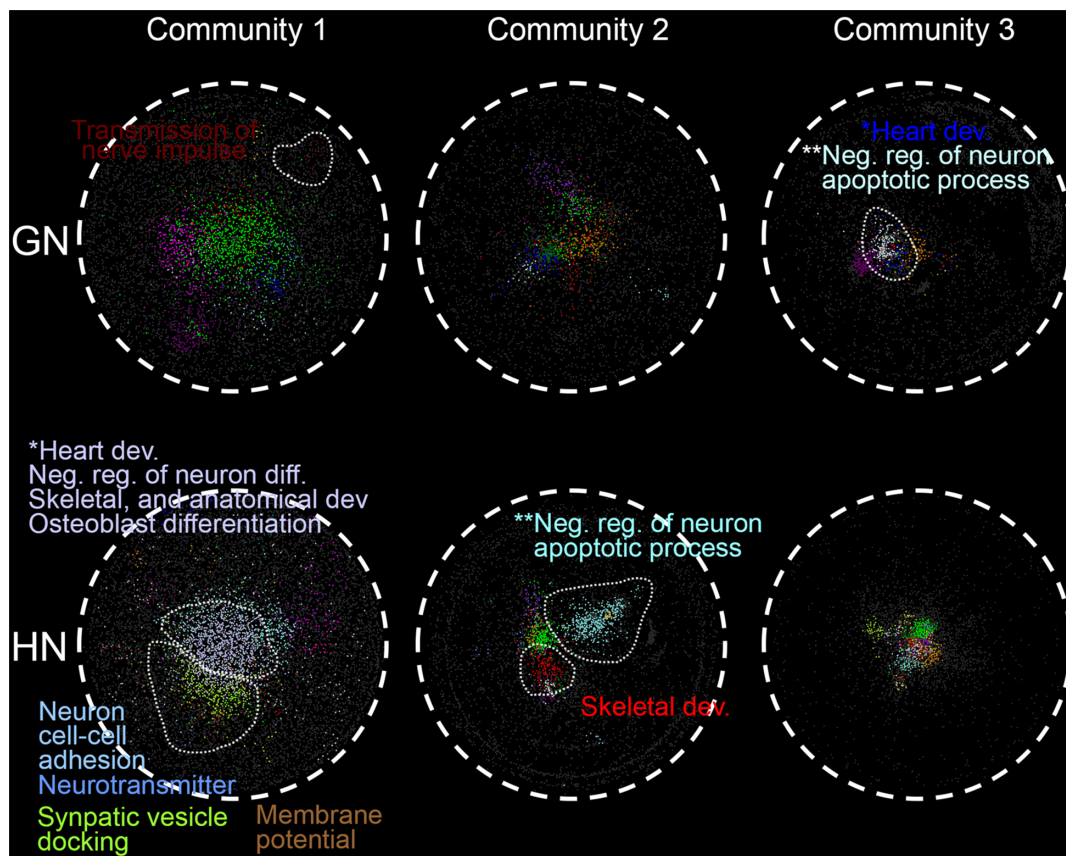 Community 1
Community 2
Community 3
Transmission of
nerve impulse
*Heart dev.
**Neg. reg. of neuron
apoptotic process
GN
*Heart dev.
Neg. reg. of neuron diff.
Skeletal, and anatomical dev
Osteoblast differentiation
**Neg. reg. of neuron
apoptotic process
HN
Skeletal dev.
Neuron
cell-cell
adhesion
Neurotransmitter
Synpatic vesicle
docking
Membrane
potential